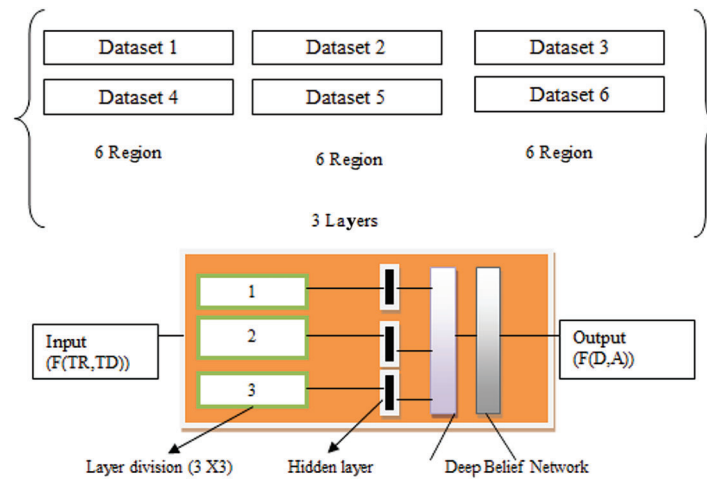 Dataset 1
Dataset 2
Dataset 3
Dataset 4
Dataset 5
Dataset 6
6 Region
6 Region
6 Region
3 Layers
1
2
3
Input
(F(TR,TD))
Output
(F(D,A))
Layer division (3 X3)
Hidden layer
Deep Belief Network